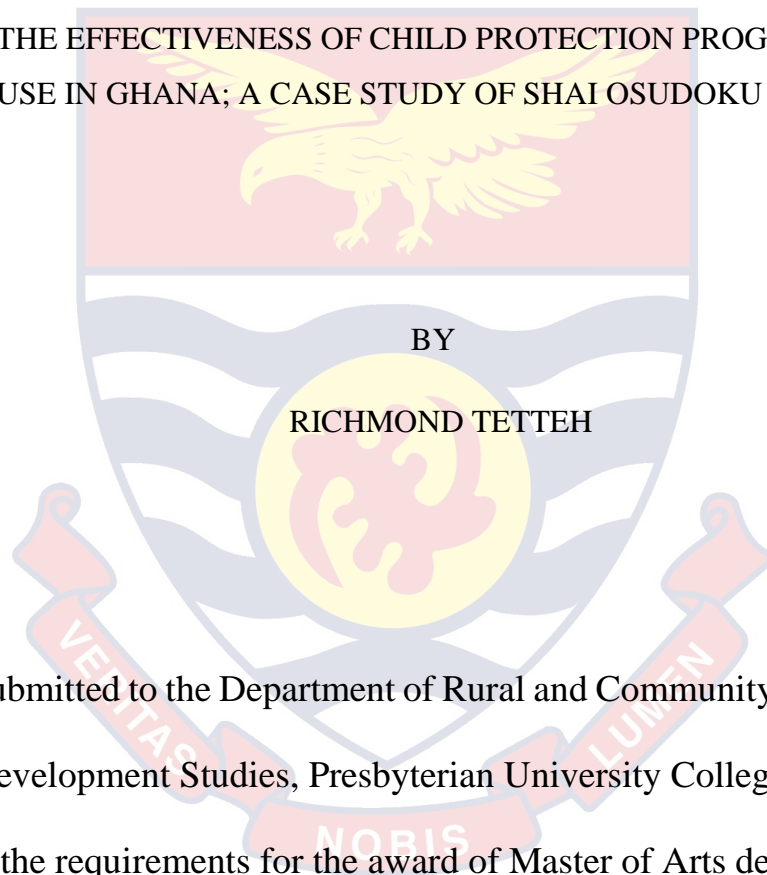 THE EFFECTIVENESS OF CHILD PROTECTION PROG
USE IN GHANA; A CASE STUDY OF SHAI OSUDOKU
BY
RICHMOND TETTEH
ubmitted to the Department of Rural and Community
evelopment Studies, Presbyterian University Colleg
the requirements for the award of Master of Arts de
VERITAS
NOBIS
LUMEN